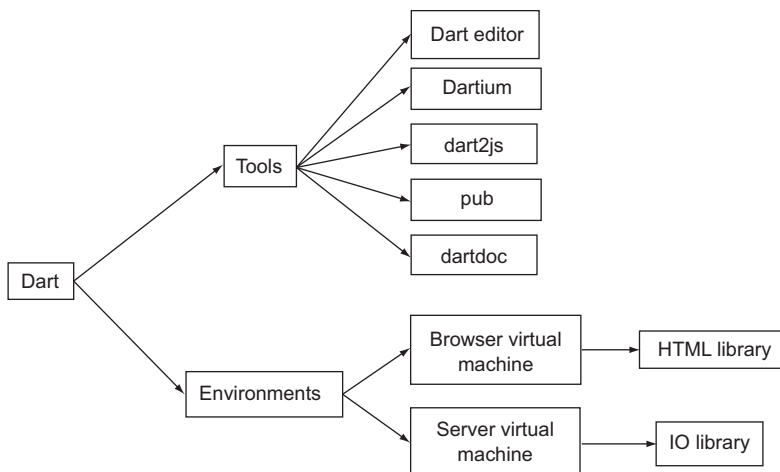 Dart editor
Dartium
dart2js
Tools
pub
dartdoc
Dart
Browser virtual
machine
HTML library
Environments
Server virtual
machine
IO library